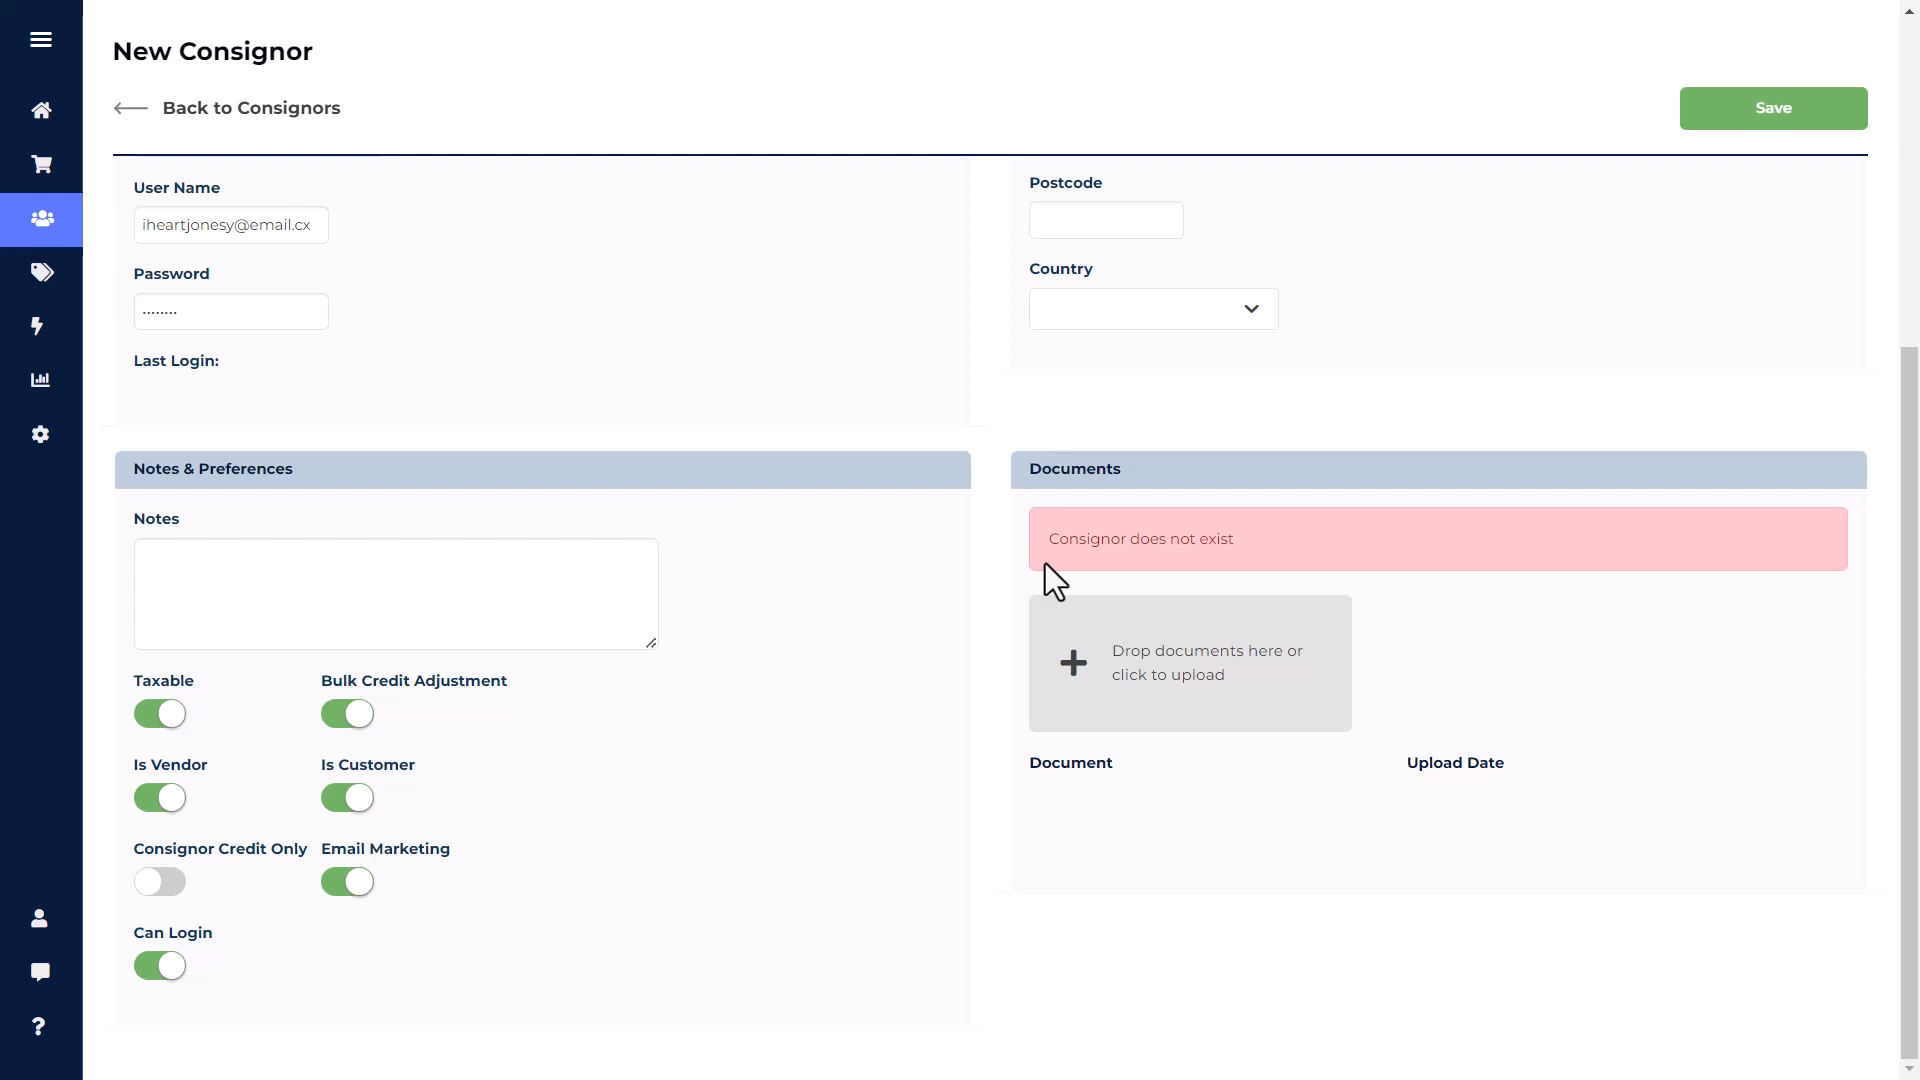 New Consignor
Back to Consignors
Save
User Name
iheartjonesy@email.cx
Password
········
Last Login:
Postcode
Country
Notes & Preferences
Notes
Taxable
Bulk Credit Adjustment
Is Vendor
Is Customer
Consignor Credit Only
Email Marketing
Can Login
Documents
Consignor does not exist
Drop documents here or
click to upload
Document
Upload Date